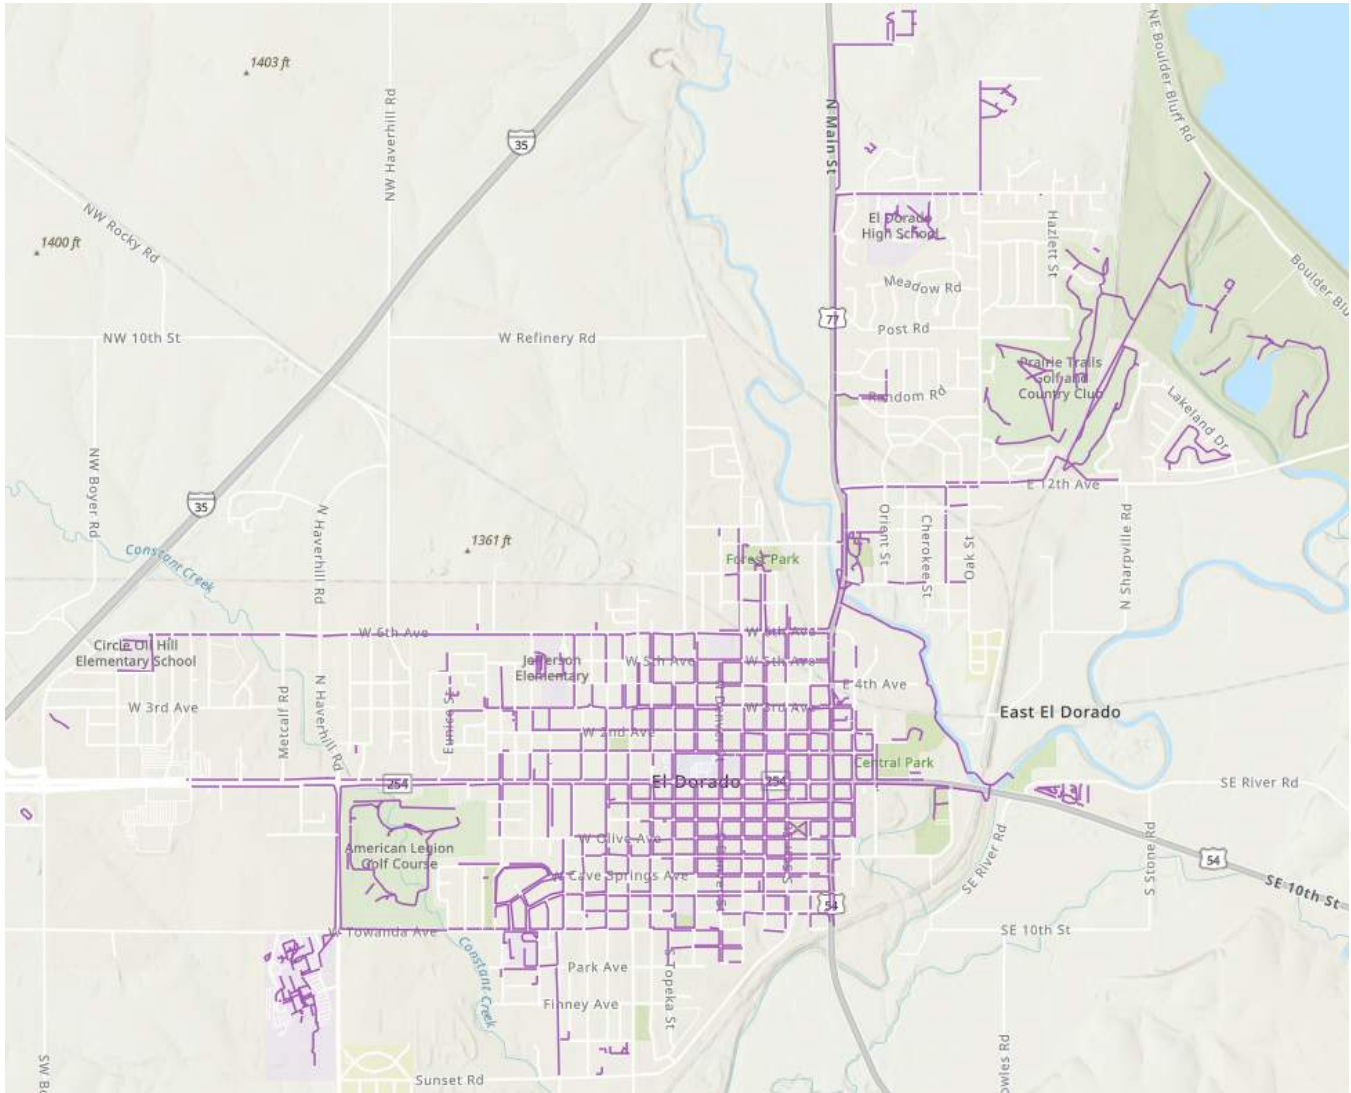 1403 ft
35
NW Haverhill Rd
N Main St
NE Boulder Bluff Rd
NW Rocky Rd
1400 ft
El Dorado
High School
Hazlett St
Meadow Rd
NW 10th St
W Refinery Rd
77
Post Rd
Prairie Trails
Golf and
Country Club
Random Rd
Lakeland Dr
NW Boyer Rd
35
N Haverhill Rd
1361 ft
E 12th Ave
Orient St
Cherokee St
Oak St
N Sharpville Rd
Constant Creek
Forest Park
Circle Oil Hill
Elementary School
W 6th Ave
W 6th Ave
Jefferson
Elementary
W 5th Ave
W 5th Ave
E 4th Ave
W 3rd Ave
Metcalf Rd
N Haverhill Rd
Eunice St
W 2nd Ave
W 3rd Ave
East El Dorado
Central Park
254
El Dorado
254
SE River Rd
American Legion
Golf Course
W Olive Ave
W Cave Springs Ave
54
SE River Rd
S Stone Rd
54
SE 10th St
W Towanda Ave
Constant Creek
SE 10th St
Park Ave
S Topeka St
Finney Ave
Sunset Rd